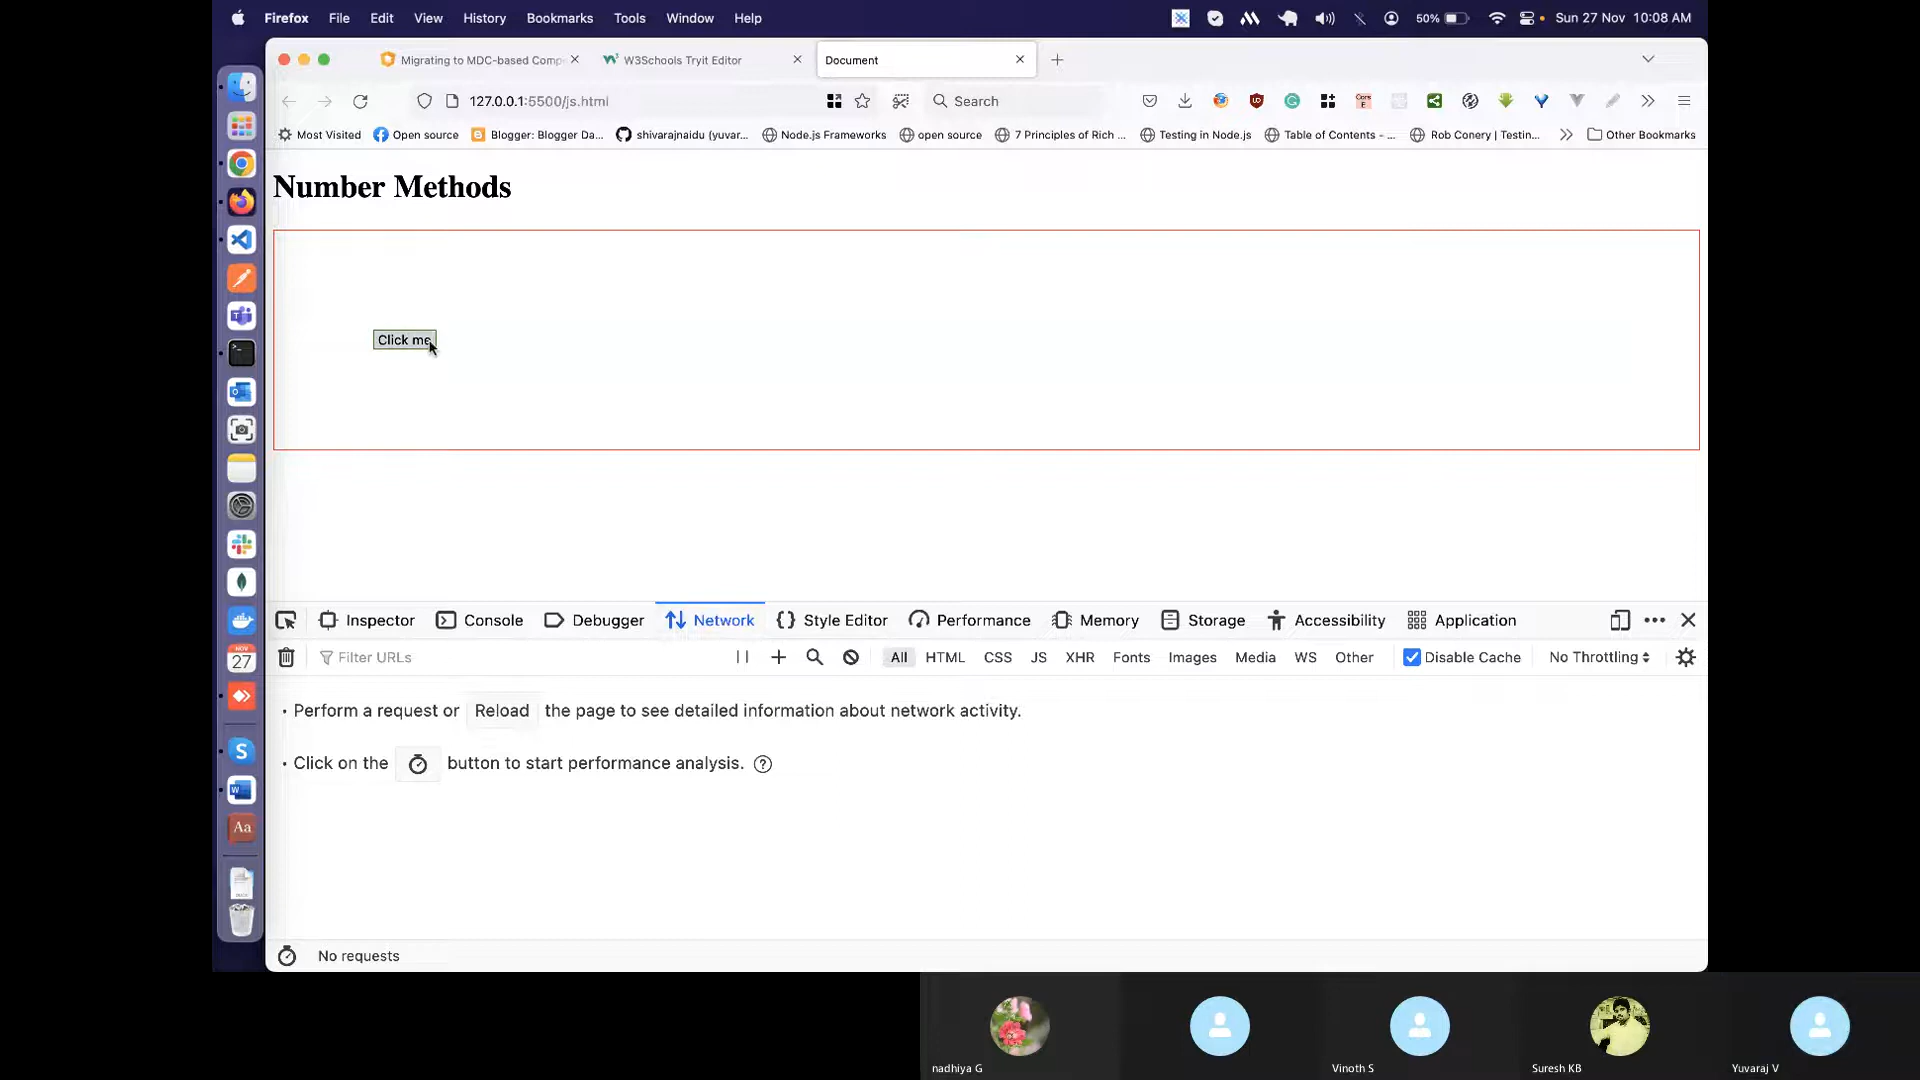 Firefox File Edit View History Bookmarks Tools Window Help 50% Sun 27 Nov 10:08 AM
Migrating to MDC-based Comp W3Schools Tryit Editor Document
127.0.0.1:5500/js.html Search
Most Visited Open source Blogger: Blogger Da... shivarajnaidu (yuvar... Node.js Frameworks open source 7 Principles of Rich ... Testing in Node.js Table of Contents - ... Rob Conery | Testin... Other Bookmarks
Number Methods
Click me
Inspector Console Debugger Network Style Editor Performance Memory Storage Accessibility Application
Filter URLs All HTML CSS JS XHR Fonts Images Media WS Other Disable Cache No Throttling
• Perform a request or Reload the page to see detailed information about network activity.
• Click on the button to start performance analysis.
NOV
27
Aa
No requests
nadhiya G Vinoth S Suresh KB Yuvaraj V